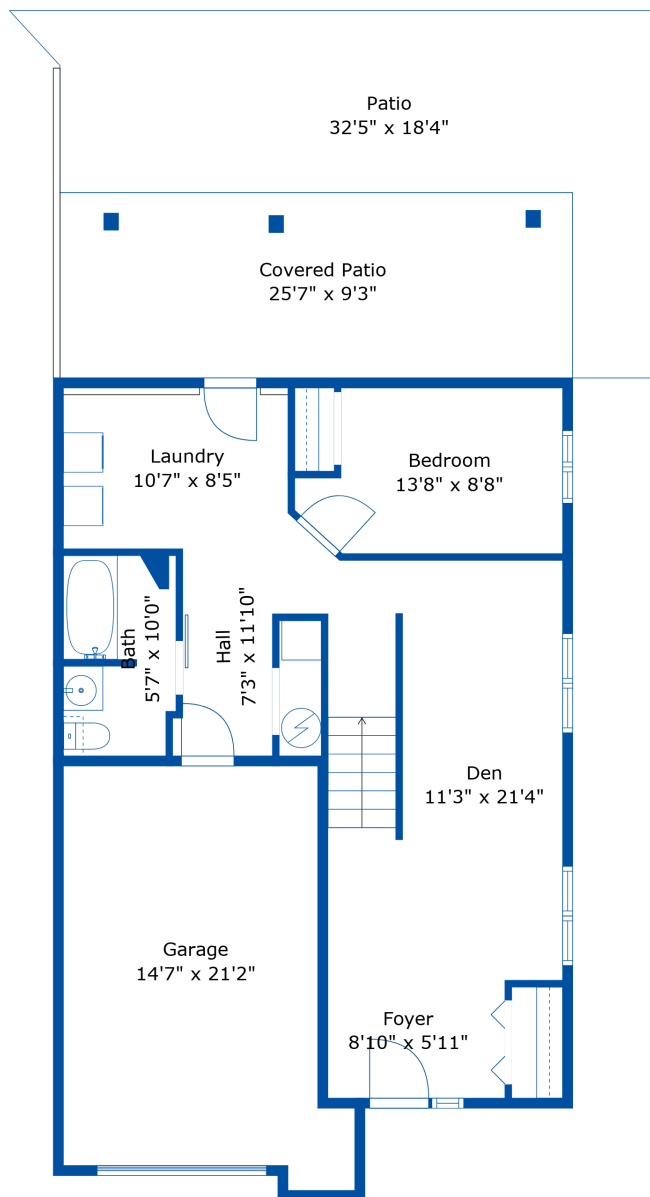 Patio
32'5" x 18'4"
Covered Patio
25'7" x 9'3"
Laundry
10'7" x 8'5"
Bedroom
13'8" x 8'8"
Bath
5'7" x 10'0"
Hall
7'3" x 11'10"
Den
11'3" x 21'4"
Garage
14'7" x 21'2"
Foyer
8'10" x 5'11"